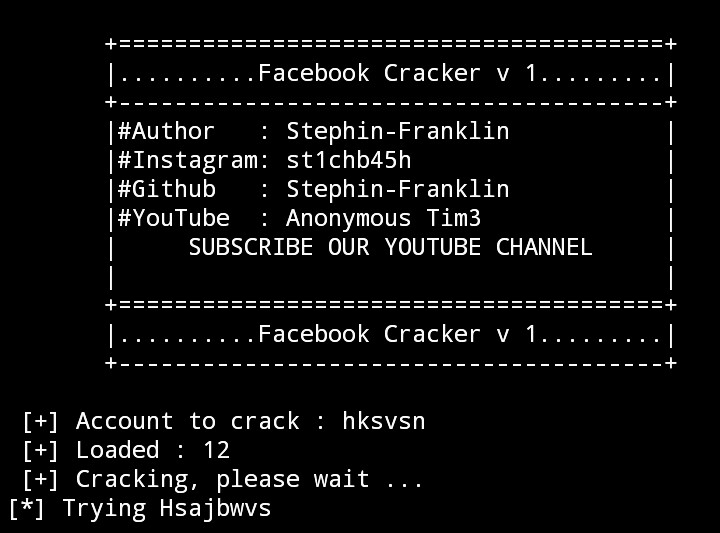 +=======================================+
|..........Facebook Cracker v 1.........|
+---------------------------------------+
|#Author   : Stephin-Franklin           |
|#Instagram: st1chb45h                  |
|#Github   : Stephin-Franklin           |
|#YouTube  : Anonymous Tim3             |
|     SUBSCRIBE OUR YOUTUBE CHANNEL     |
|                                       |
+=======================================+
|..........Facebook Cracker v 1.........|
+---------------------------------------+
[+] Account to crack : hksvsn
[+] Loaded : 12
[+] Cracking, please wait ...
[*] Trying Hsajbwvs